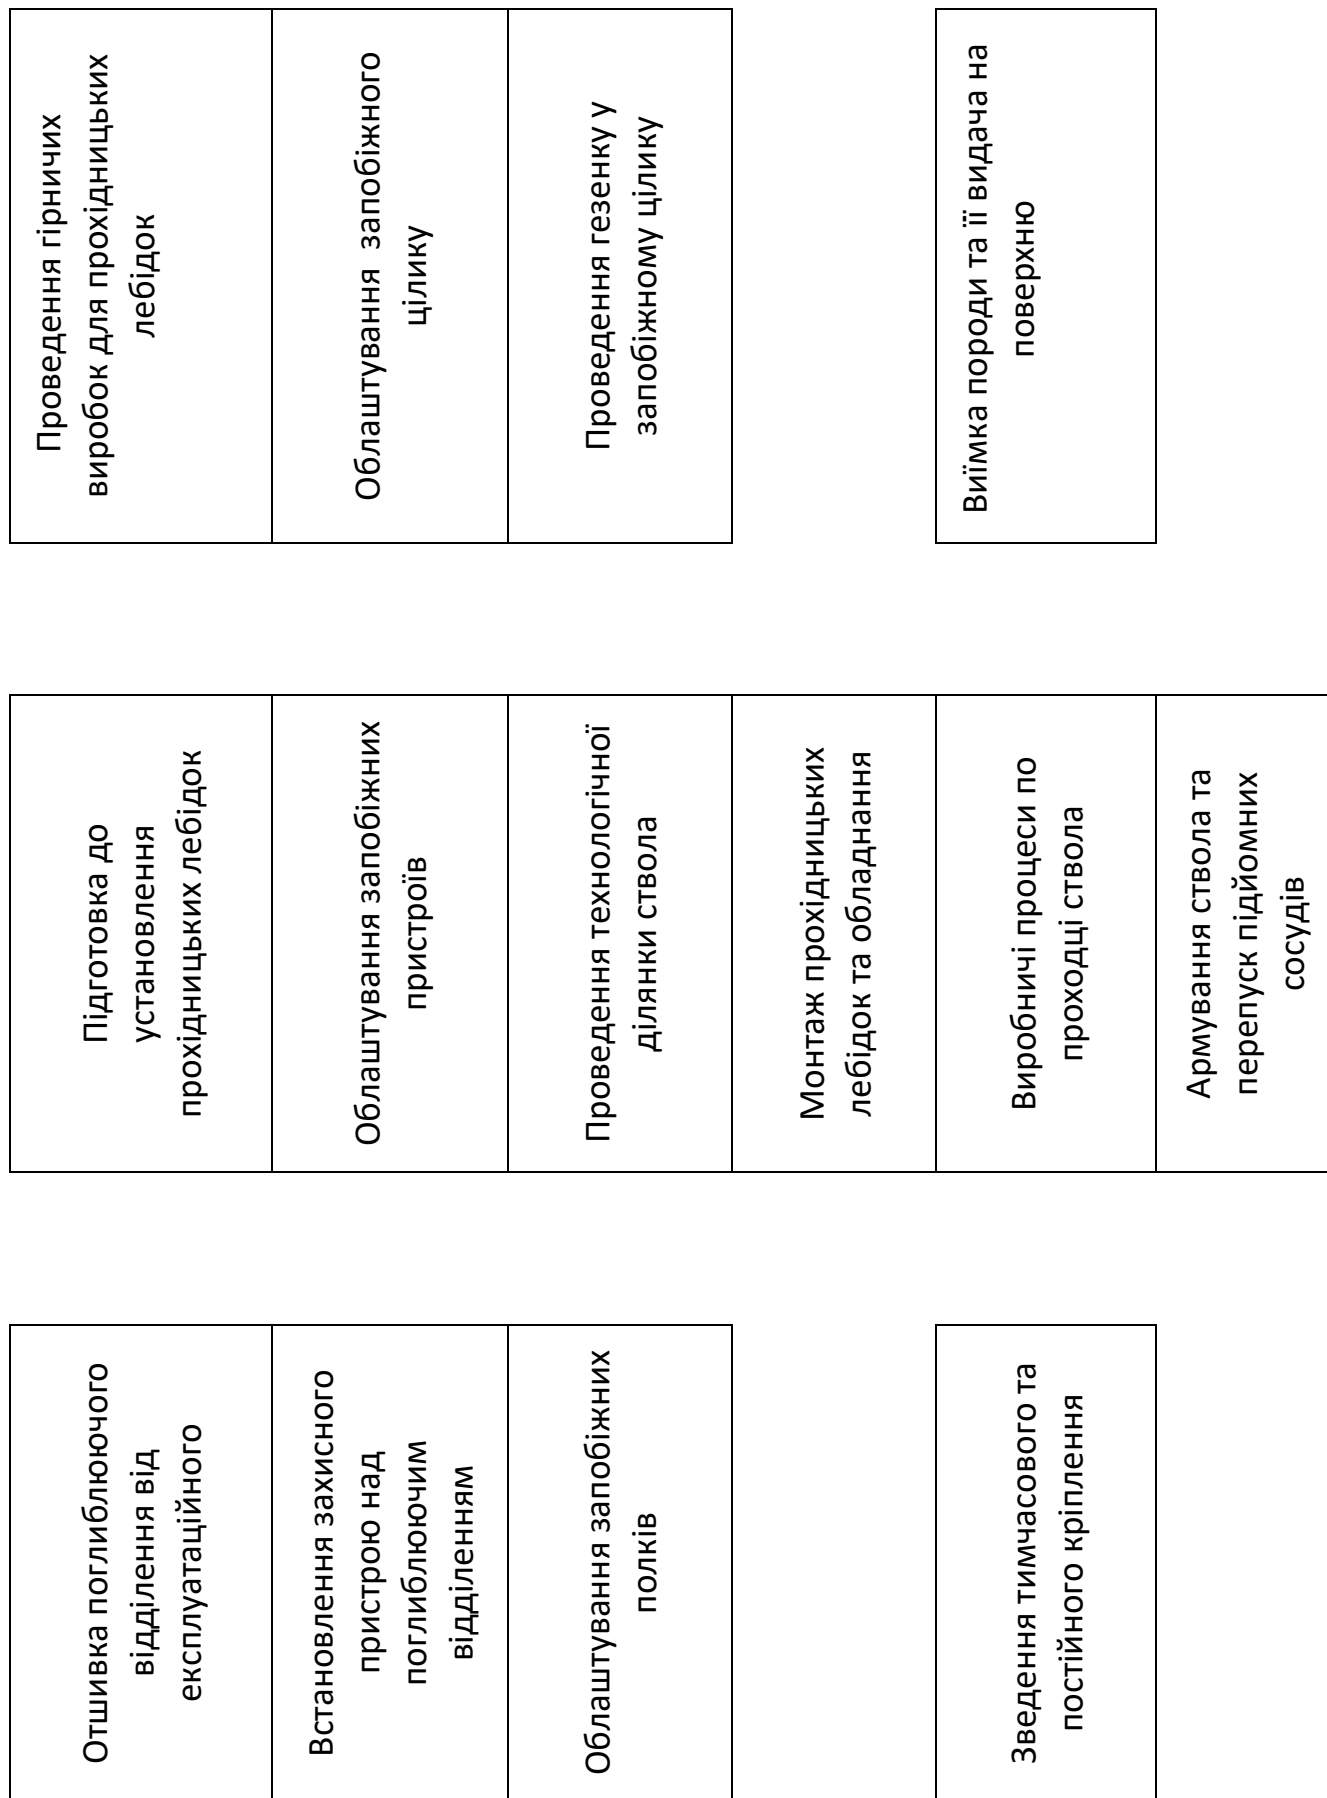 Отшивка поглиблюючого
відділення від
експлуатаційного
Підготовка до
установлення
прохідницьких лебідок
Проведення гірничих
виробок для прохідницьких
лебідок
Встановлення захисного
пристрою над
поглиблюючим
відділенням
Облаштування запобіжних
пристроїв
Облаштування запобіжного
цілику
Облаштування запобіжних
полків
Проведення технологічної
ділянки ствола
Проведення гезенку у
запобіжному цілику
Монтаж прохідницьких
лебідок та обладнання
Зведення тимчасового та
постійного кріплення
Виробничі процеси по
проходці ствола
Виїмка породи та її видача на
поверхню
Армування ствола та
перепуск підйомних
сосудів